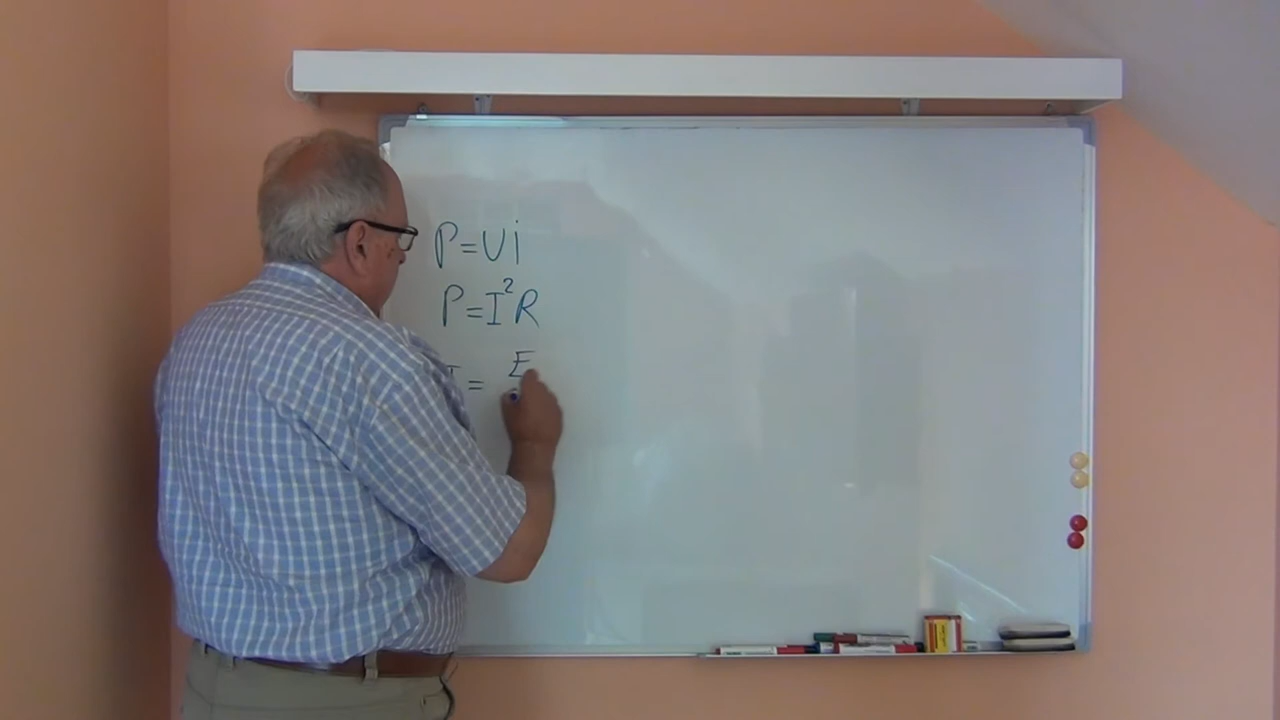 P=Ui
P=I²R
I = E